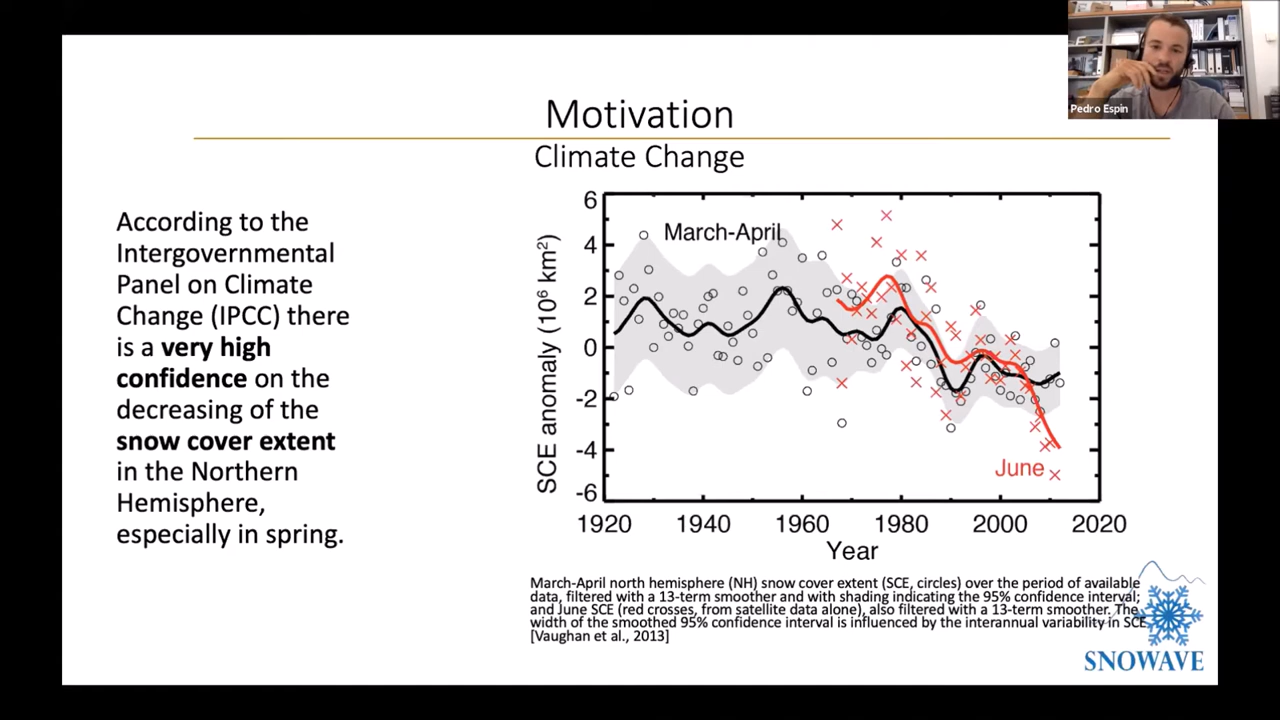 Pedro Espin
Motivation
Climate Change
According to the
Intergovernmental
Panel on Climate
Change (IPCC) there
is a very high
confidence on the
decreasing of the
snow cover extent
in the Northern
Hemisphere,
especially in spring.
SCE anomaly (10⁶ km²)
6
4
2
0
-2
-4
-6
March-April
June
1920 1940 1960 1980 2000 2020
Year
March-April north hemisphere (NH) snow cover extent (SCE, circles) over the period of available
data, filtered with a 13-term smoother and with shading indicating the 95% confidence interval;
and June SCE (red crosses, from satellite data alone), also filtered with a 13-term smoother. The
width of the smoothed 95% confidence interval is influenced by the interannual variability in SCE
[Vaughan et al., 2013]
SNOWAVE